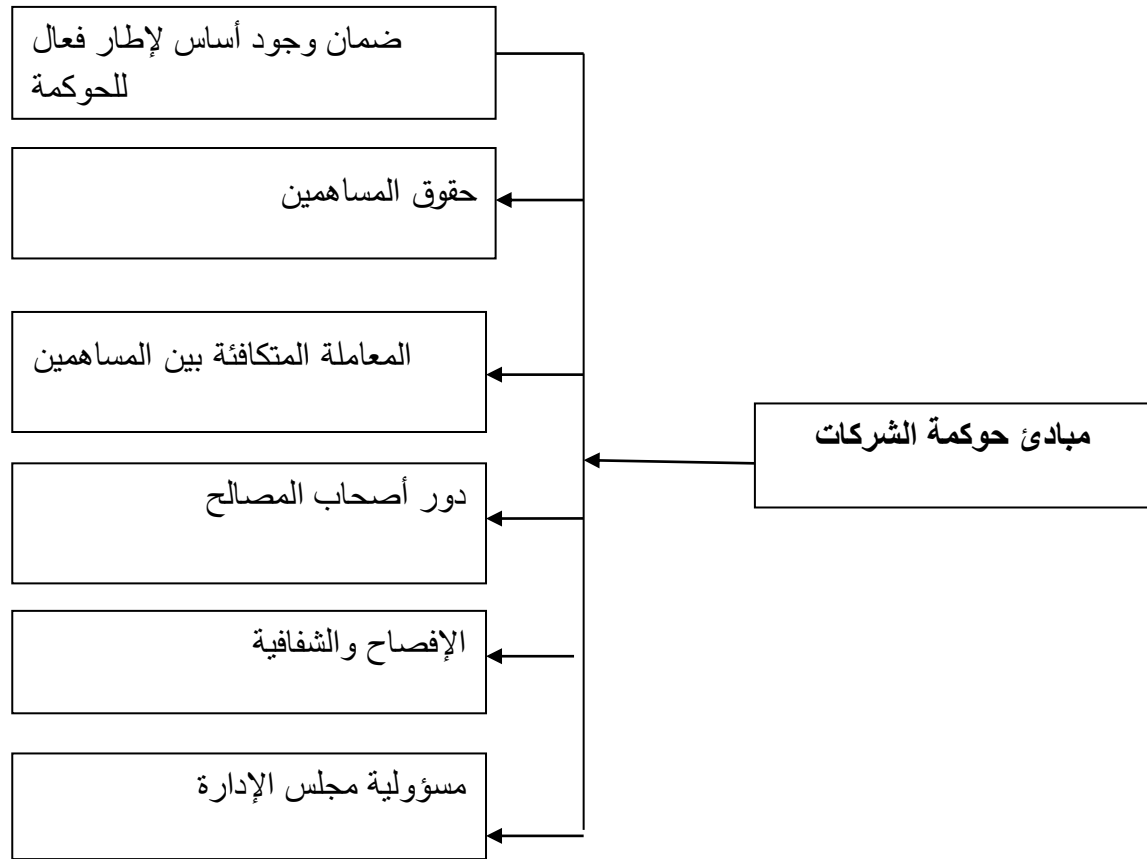 ضمان وجود أساس لإطار فعال
للحوكمة
حقوق المساهمين
المعاملة المتكافئة بين المساهمين
مبادئ حوكمة الشركات
دور أصحاب المصالح
الإفصاح والشفافية
مسؤولية مجلس الإدارة